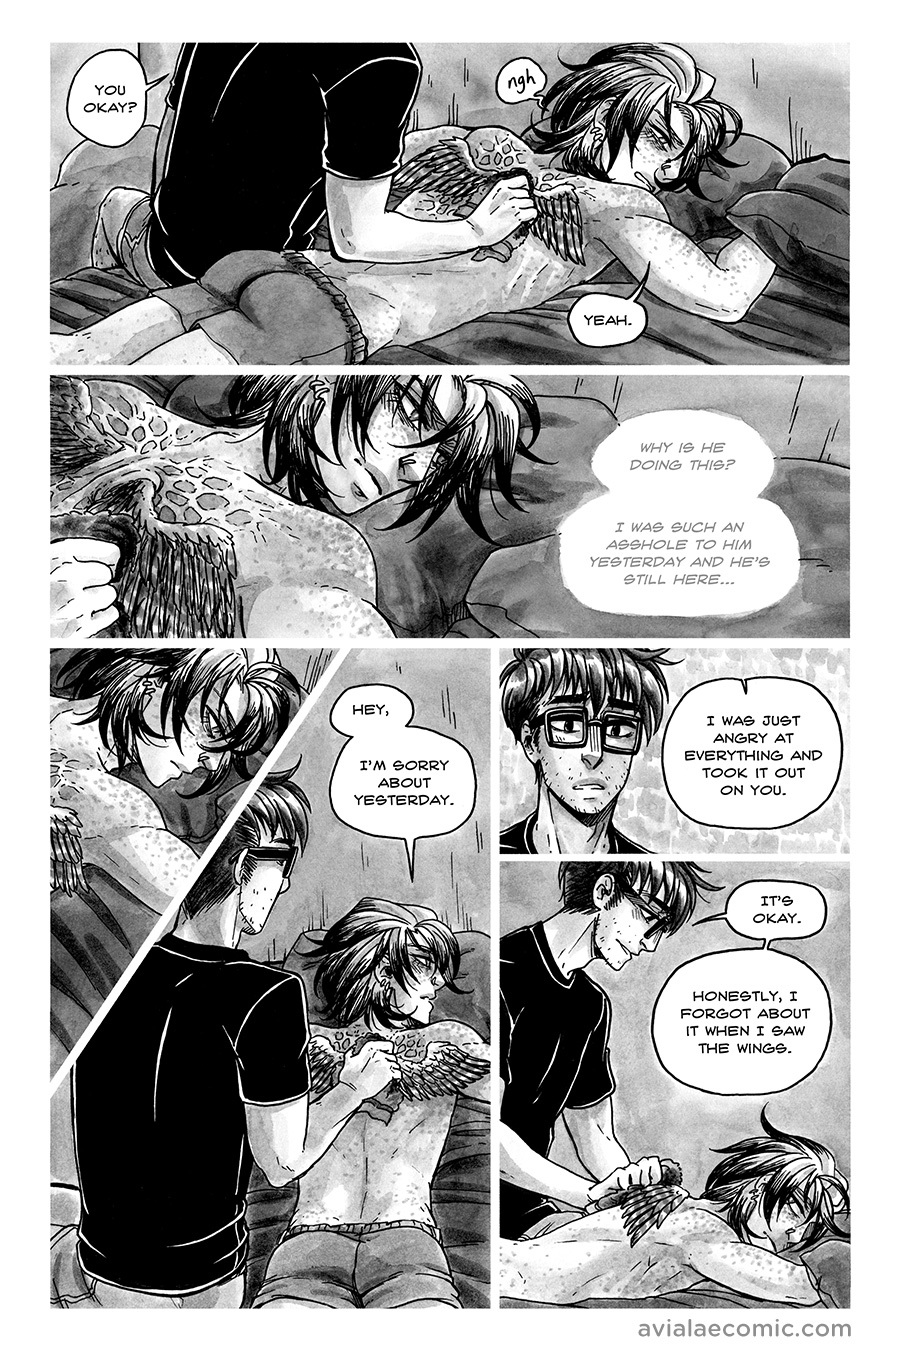 YOU
OKAY?
ngh
YEAH.
WHY IS HE
DOING THIS?
I WAS SUCH AN
ASSHOLE TO HIM
YESTERDAY AND HE'S
STILL HERE...
HEY,
I'M SORRY
ABOUT
YESTERDAY.
I WAS JUST
ANGRY AT
EVERYTHING AND
TOOK IT OUT
ON YOU.
IT'S
OKAY.
HONESTLY, I
FORGOT ABOUT
IT WHEN I SAW
THE WINGS.
avialaecomic.com